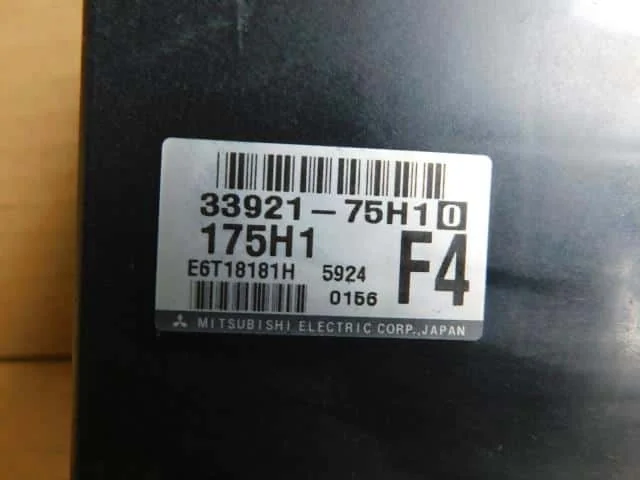 33921-75H10
175H1
F4
E6T18181H 5924
0156
MITSUBISHI ELECTRIC CORP., JAPAN